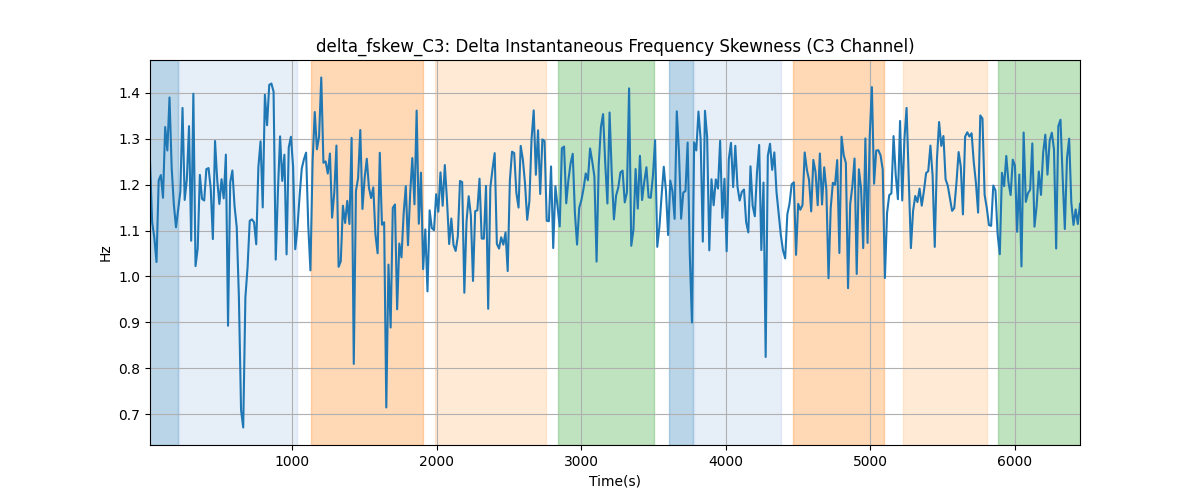 delta_fskew_C3: Delta Instantaneous Frequency Skewness (C3 Channel)
Hz
1.4
1.3
1.2
1.1
1.0
0.9
0.8
0.7
1000 2000 3000 4000 5000 6000
Time(s)